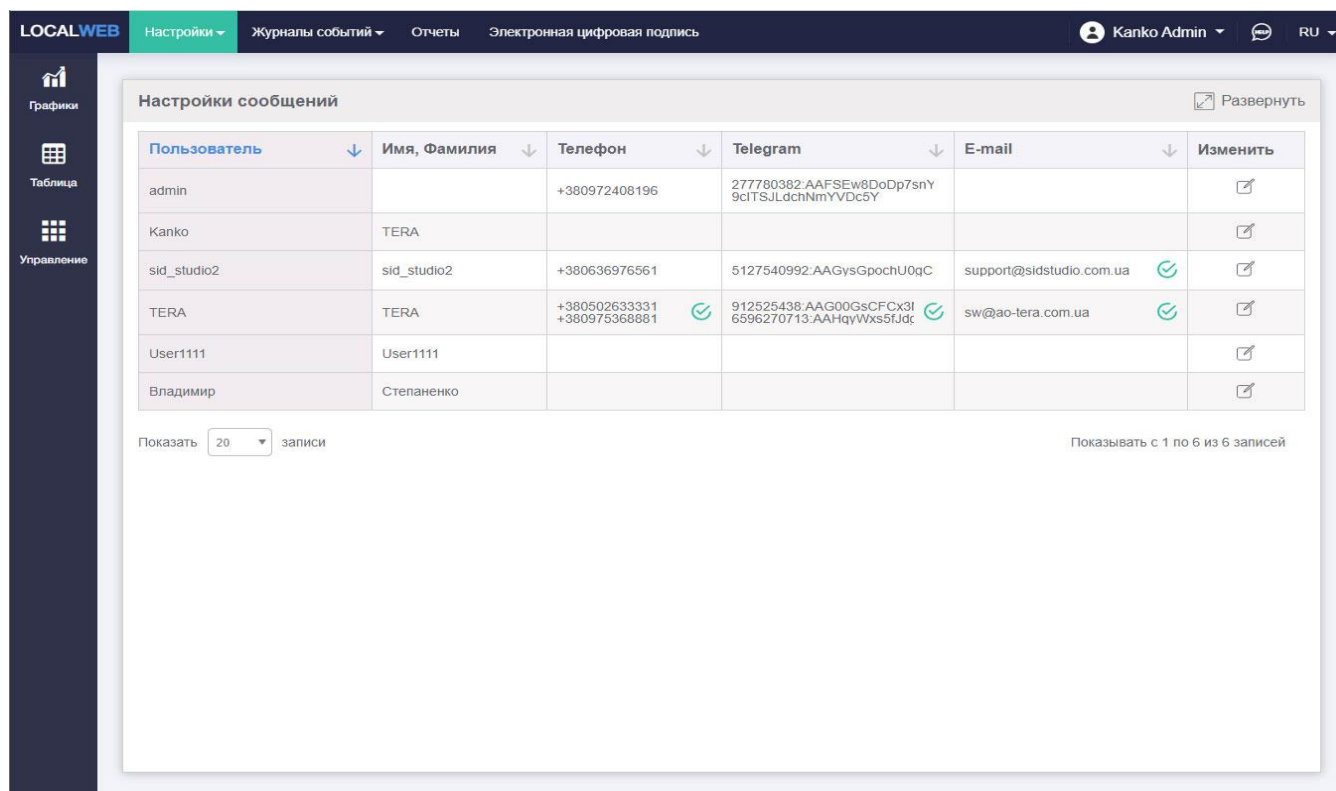 LOCALWEB Настройки Журналы событий Отчеты Электронная цифровая подпись Kanko Admin HELP RU
Графики
Таблица
Управление
Настройки сообщений Развернуть
Пользователь Имя, Фамилия Телефон Telegram E-mail Изменить
admin +380972408196 277780382:AAFSEw8DoDp7snY
9cITSJLdchNmYVDc5Y
Kanko TERA
sid_studio2 sid_studio2 +380636976561 5127540992:AAGysGpochU0gC support@sidstudio.com.ua
TERA TERA +380502633331 912525438:AAG00GsCFCx3I sw@ao-tera.com.ua
+380975368881 6596270713:AAHqyWxs5fJdc
User1111 User1111
Владимир Степаненко
Показать 20 записи Показывать с 1 по 6 из 6 записей